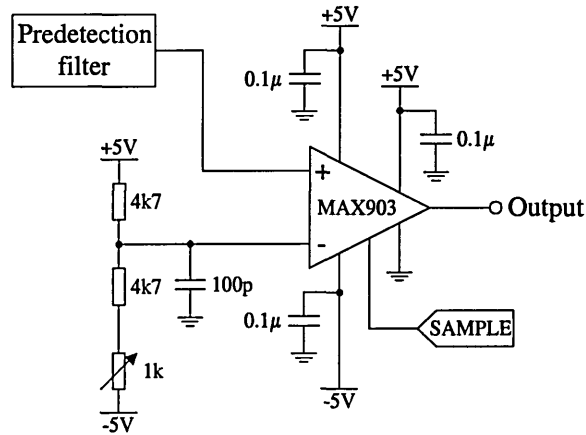 +5V
Predetection
filter
+5V
0.1µ
0.1µ
+5V
+
MAX903
4k7
Output
-
4k7
100p
0.1µ
SAMPLE
1k
-5V
-5V